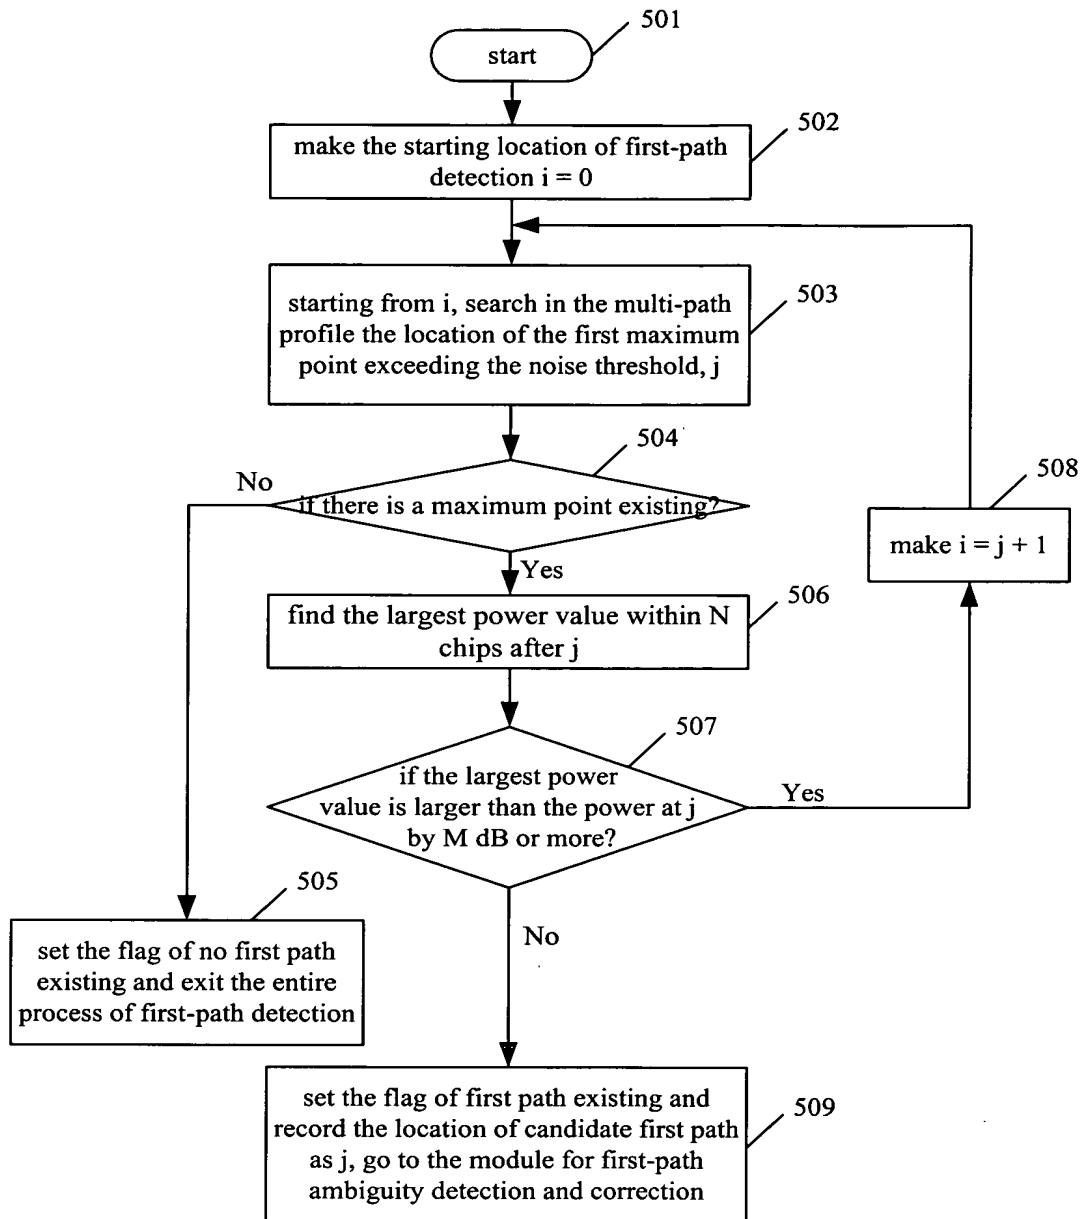 501
start
502
make the starting location of first-path
detection i = 0
503
starting from i, search in the multi-path
profile the location of the first maximum
point exceeding the noise threshold, j
504
No
if there is a maximum point existing?
508
make i = j + 1
Yes
506
find the largest power value within N
chips after j
507
if the largest power
value is larger than the power at j
by M dB or more?
Yes
505
set the flag of no first path
existing and exit the entire
process of first-path detection
No
509
set the flag of first path existing and
record the location of candidate first path
as j, go to the module for first-path
ambiguity detection and correction